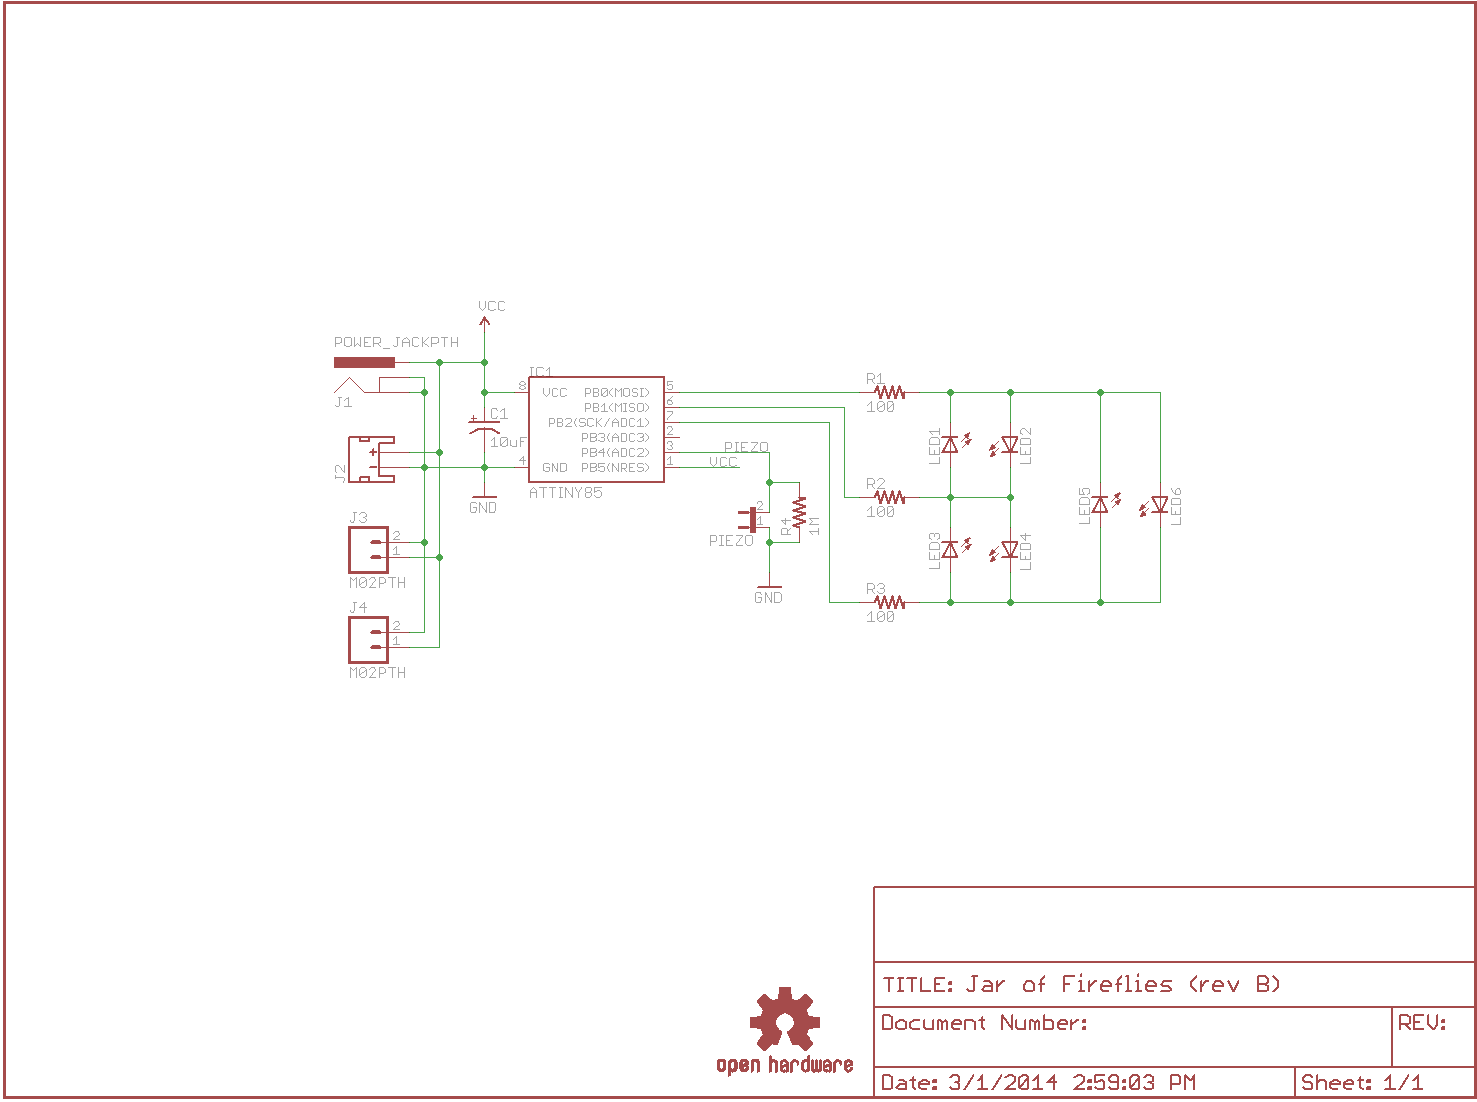 VCC
POWER_JACKPTH
J1
J2
+
-
J3
2
1
M02PTH
J4
2
1
M02PTH
+
C1
10uF
GND
IC1
8
VCC
4
GND
PB0(MOSI)
5
PB1(MISO)
6
PB2(SCK/ADC1)
7
PB3(ADC3)
2
PB4(ADC2)
3
PB5(NRES)
1
ATTINY85
PIEZO
VCC
2
1
PIEZO
R4
1M
GND
R1
100
R2
100
R3
100
LED1
LED2
LED3
LED4
LED5
LED6
open hardware
TITLE: Jar of Fireflies (rev B)
Document Number:
REV:
Date: 3/1/2014 2:59:03 PM
Sheet: 1/1